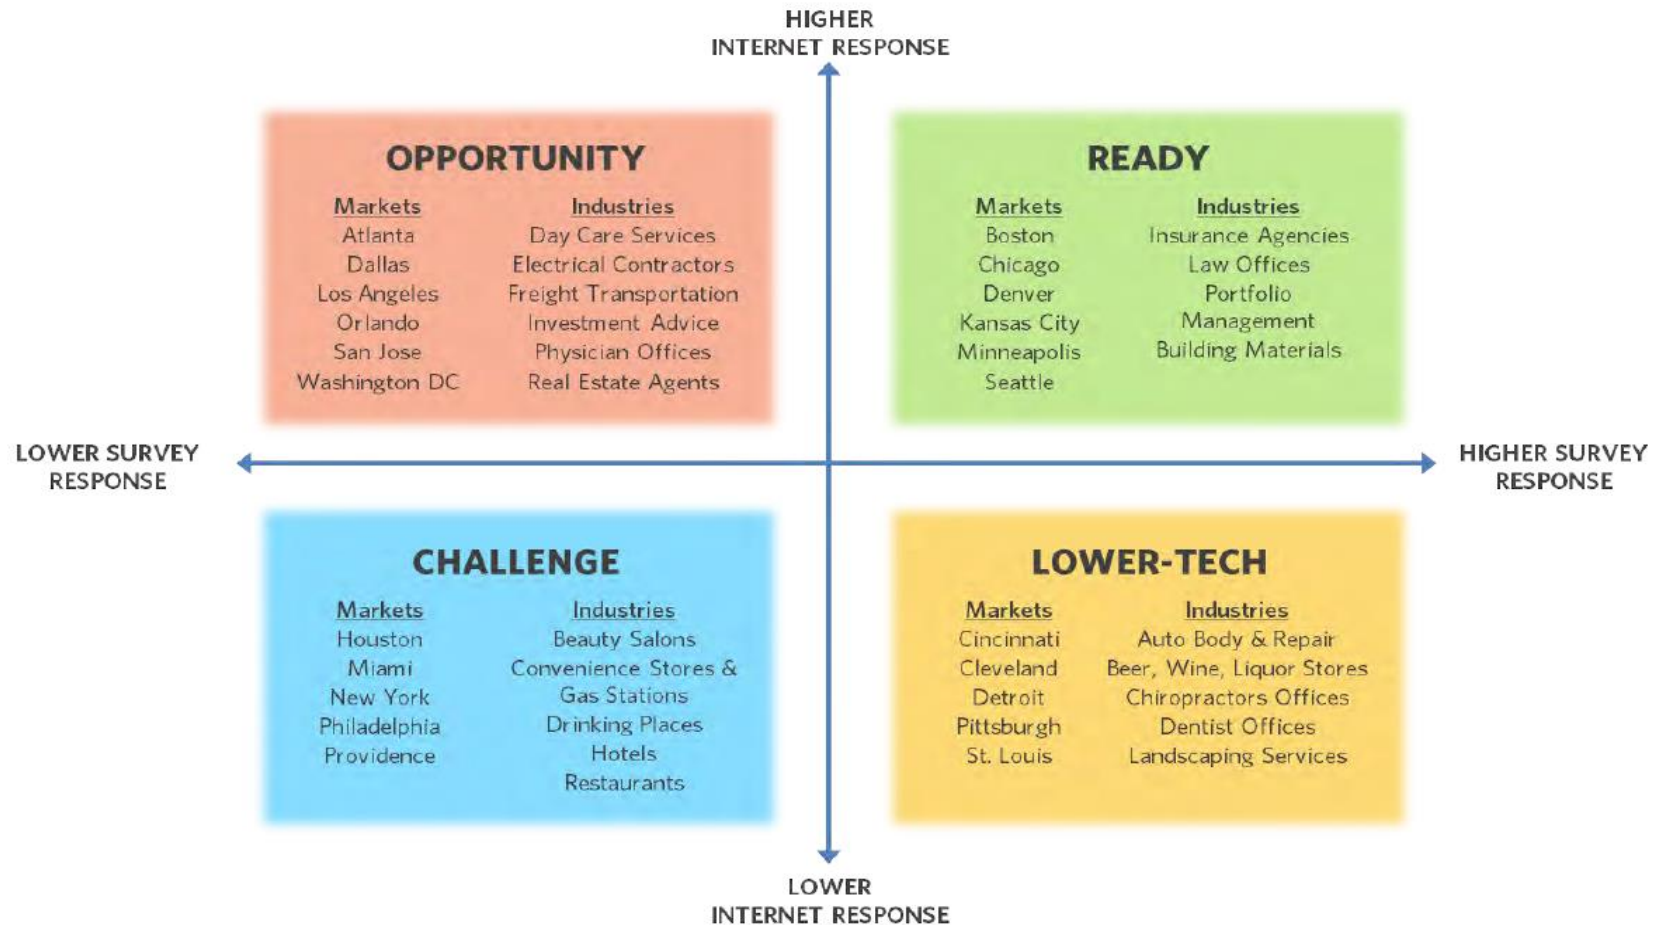 HIGHER
INTERNET RESPONSE
OPPORTUNITY
Markets
Atlanta
Dallas
Los Angeles
Orlando
San Jose
Washington DC
Industries
Day Care Services
Electrical Contractors
Freight Transportation
Investment Advice
Physician Offices
Real Estate Agents
READY
Markets
Boston
Chicago
Denver
Kansas City
Minneapolis
Seattle
Industries
Insurance Agencies
Law Offices
Portfolio
Management
Building Materials
LOWER SURVEY
RESPONSE
HIGHER SURVEY
RESPONSE
CHALLENGE
Markets
Houston
Miami
New York
Philadelphia
Providence
Industries
Beauty Salons
Convenience Stores &
Gas Stations
Drinking Places
Hotels
Restaurants
LOWER-TECH
Markets
Cincinnati
Cleveland
Detroit
Pittsburgh
St. Louis
Industries
Auto Body & Repair
Beer, Wine, Liquor Stores
Chiropractors Offices
Dentist Offices
Landscaping Services
LOWER
INTERNET RESPONSE